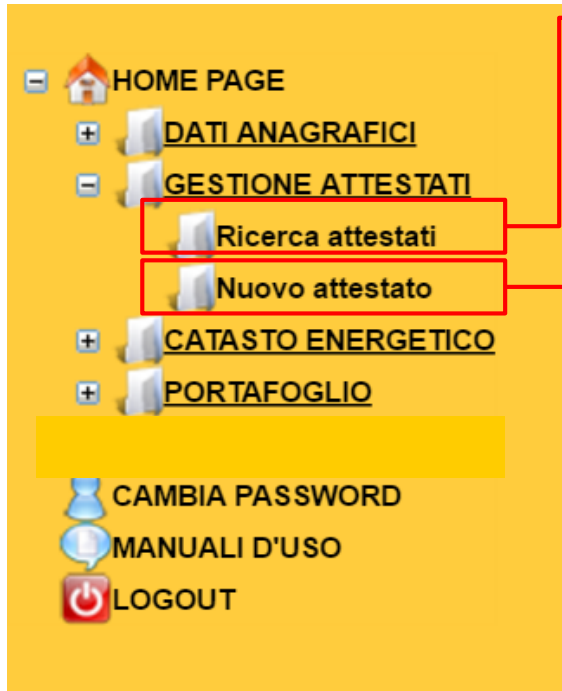 HOME PAGE
DATI ANAGRAFICI
GESTIONE ATTESTATI
Ricerca attestati
Nuovo attestato
CATASTO ENERGETICO
PORTAFOGLIO
CAMBIA PASSWORD
MANUALI D'USO
LOGOUT